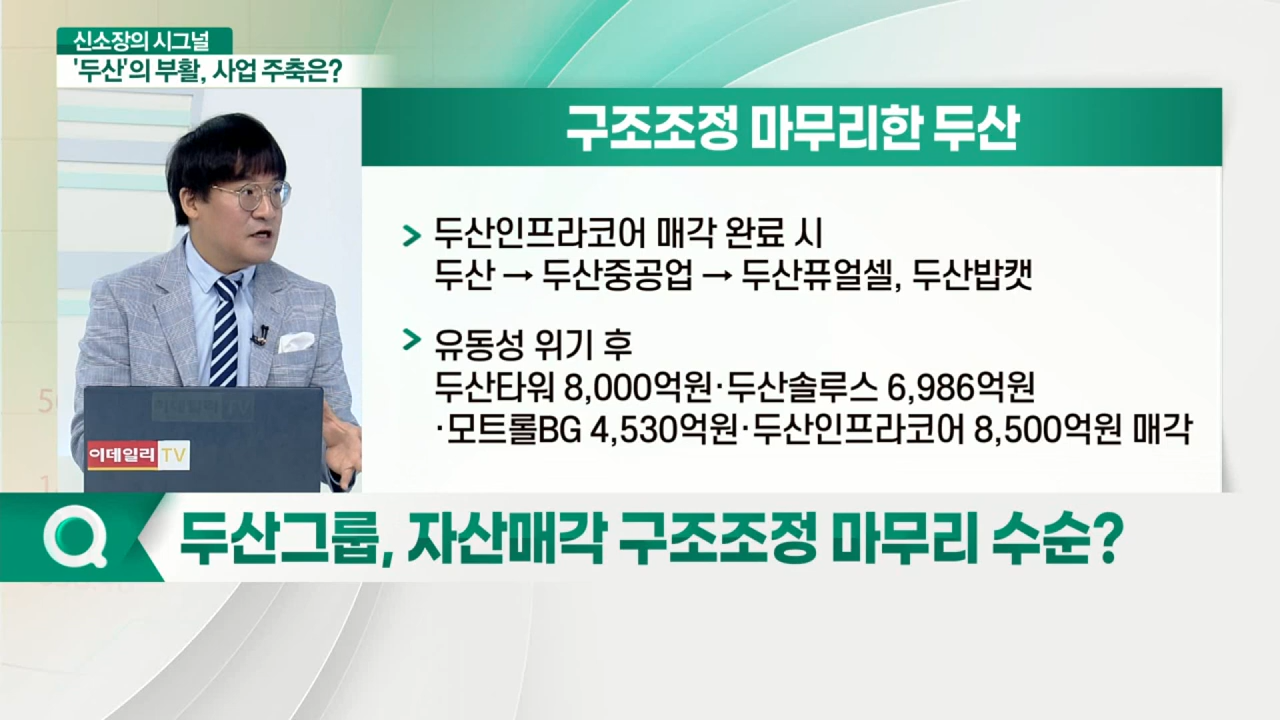 신소장의 시그널
'두산'의 부활, 사업 주축은?
구조조정 마무리한 두산
두산인프라코어 매각 완료 시
두산 → 두산중공업 → 두산퓨얼셀, 두산밥캣
유동성 위기 후
두산타워 8,000억원·두산솔루스 6,986억원
·모트롤BG 4,530억원·두산인프라코어 8,500억원 매각
이데일리 TV
두산그룹, 자산매각 구조조정 마무리 수순?